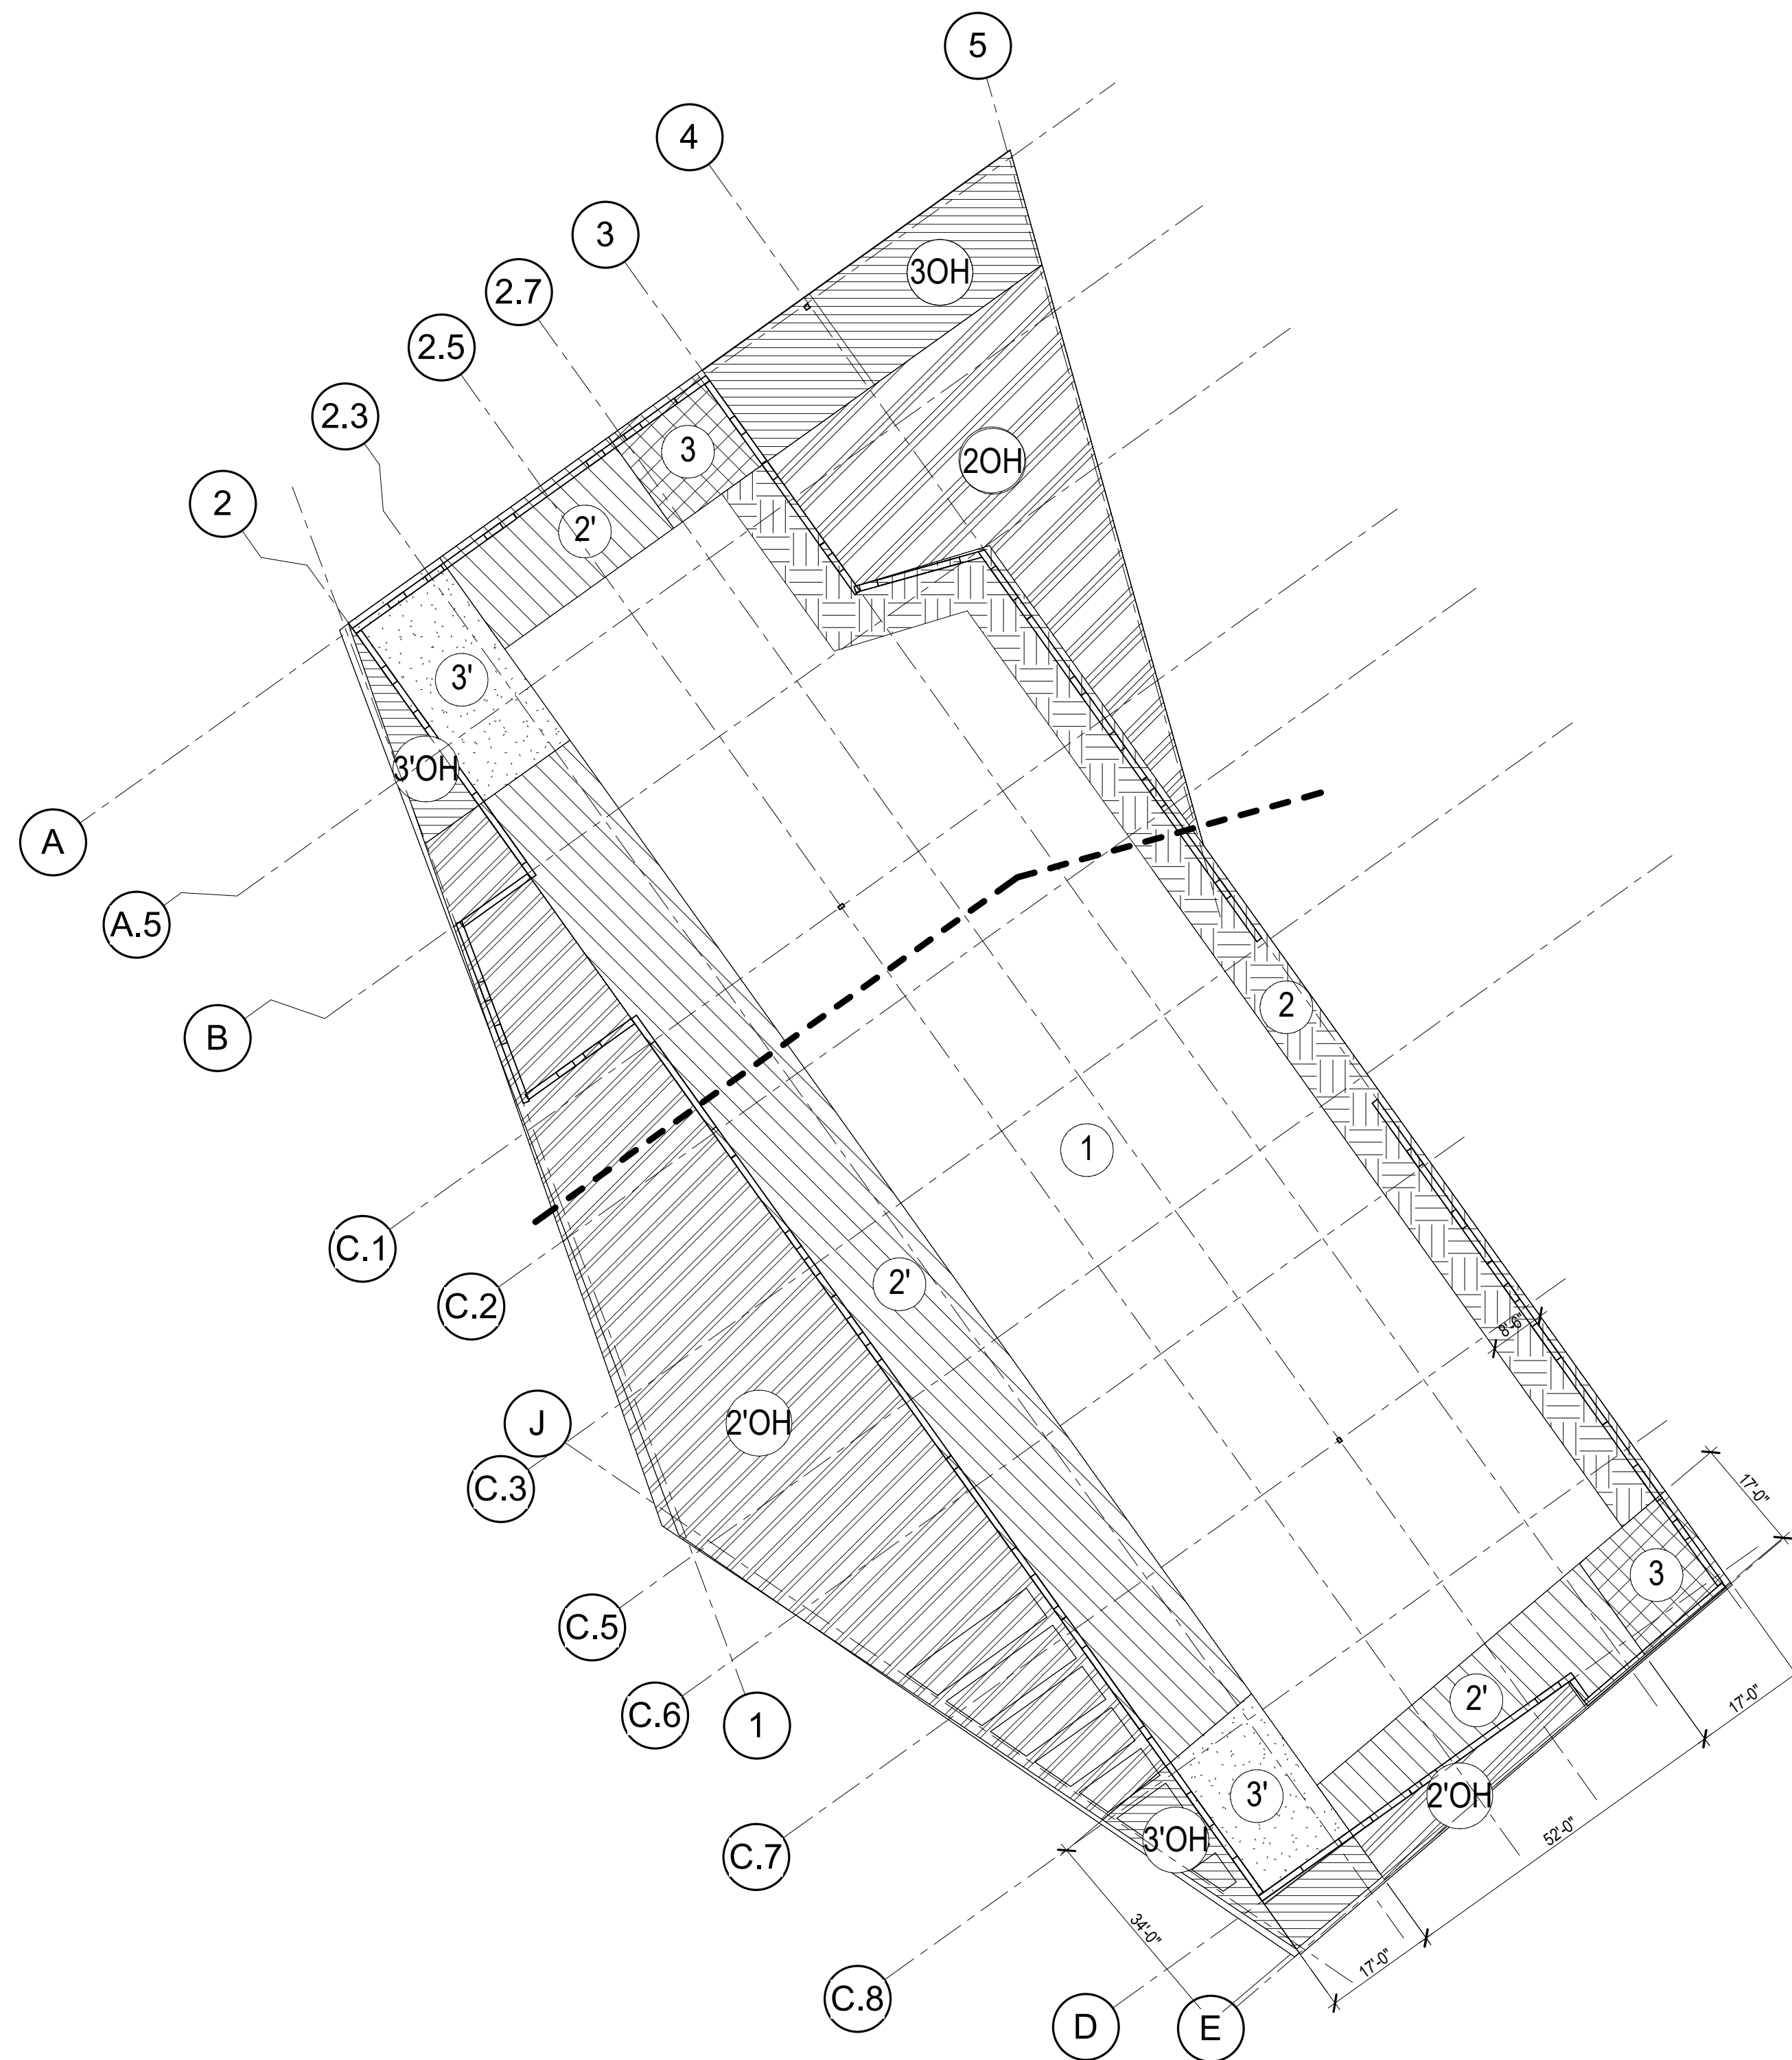 5
4
3
2.7
3OH
2.5
2.3
3
2OH
2
2'
3'
3'OH
A
A.5
2
B
1
C.1
2'
C.2
8'-6"
J
2'OH
17'-0"
C.3
3
C.5
2'
17'-0"
C.6
1
3'
2'OH
52'-0"
3'OH
C.7
34'-0"
17'-0"
C.8
D
E